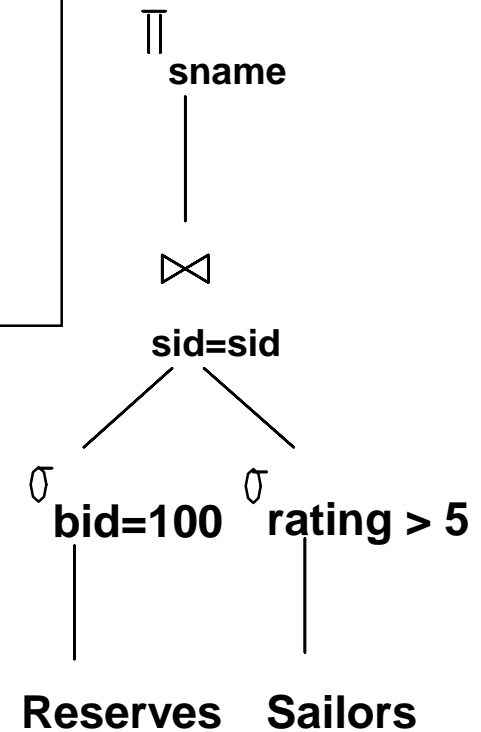 π
sname
⋈
sid=sid
σ bid=100 σ rating > 5
Reserves Sailors